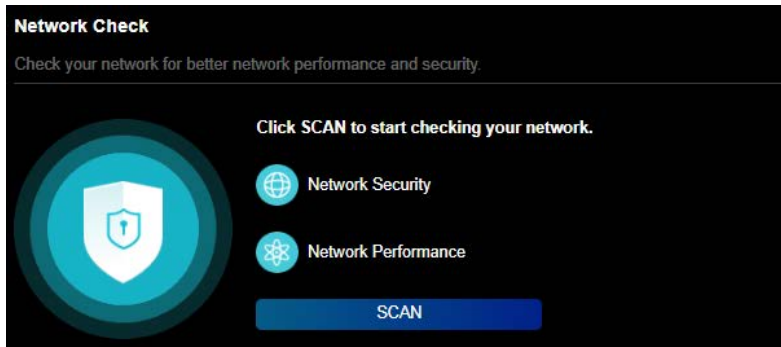 Network Check
Check your network for better network performance and security.
Click SCAN to start checking your network.
Network Security
Network Performance
SCAN